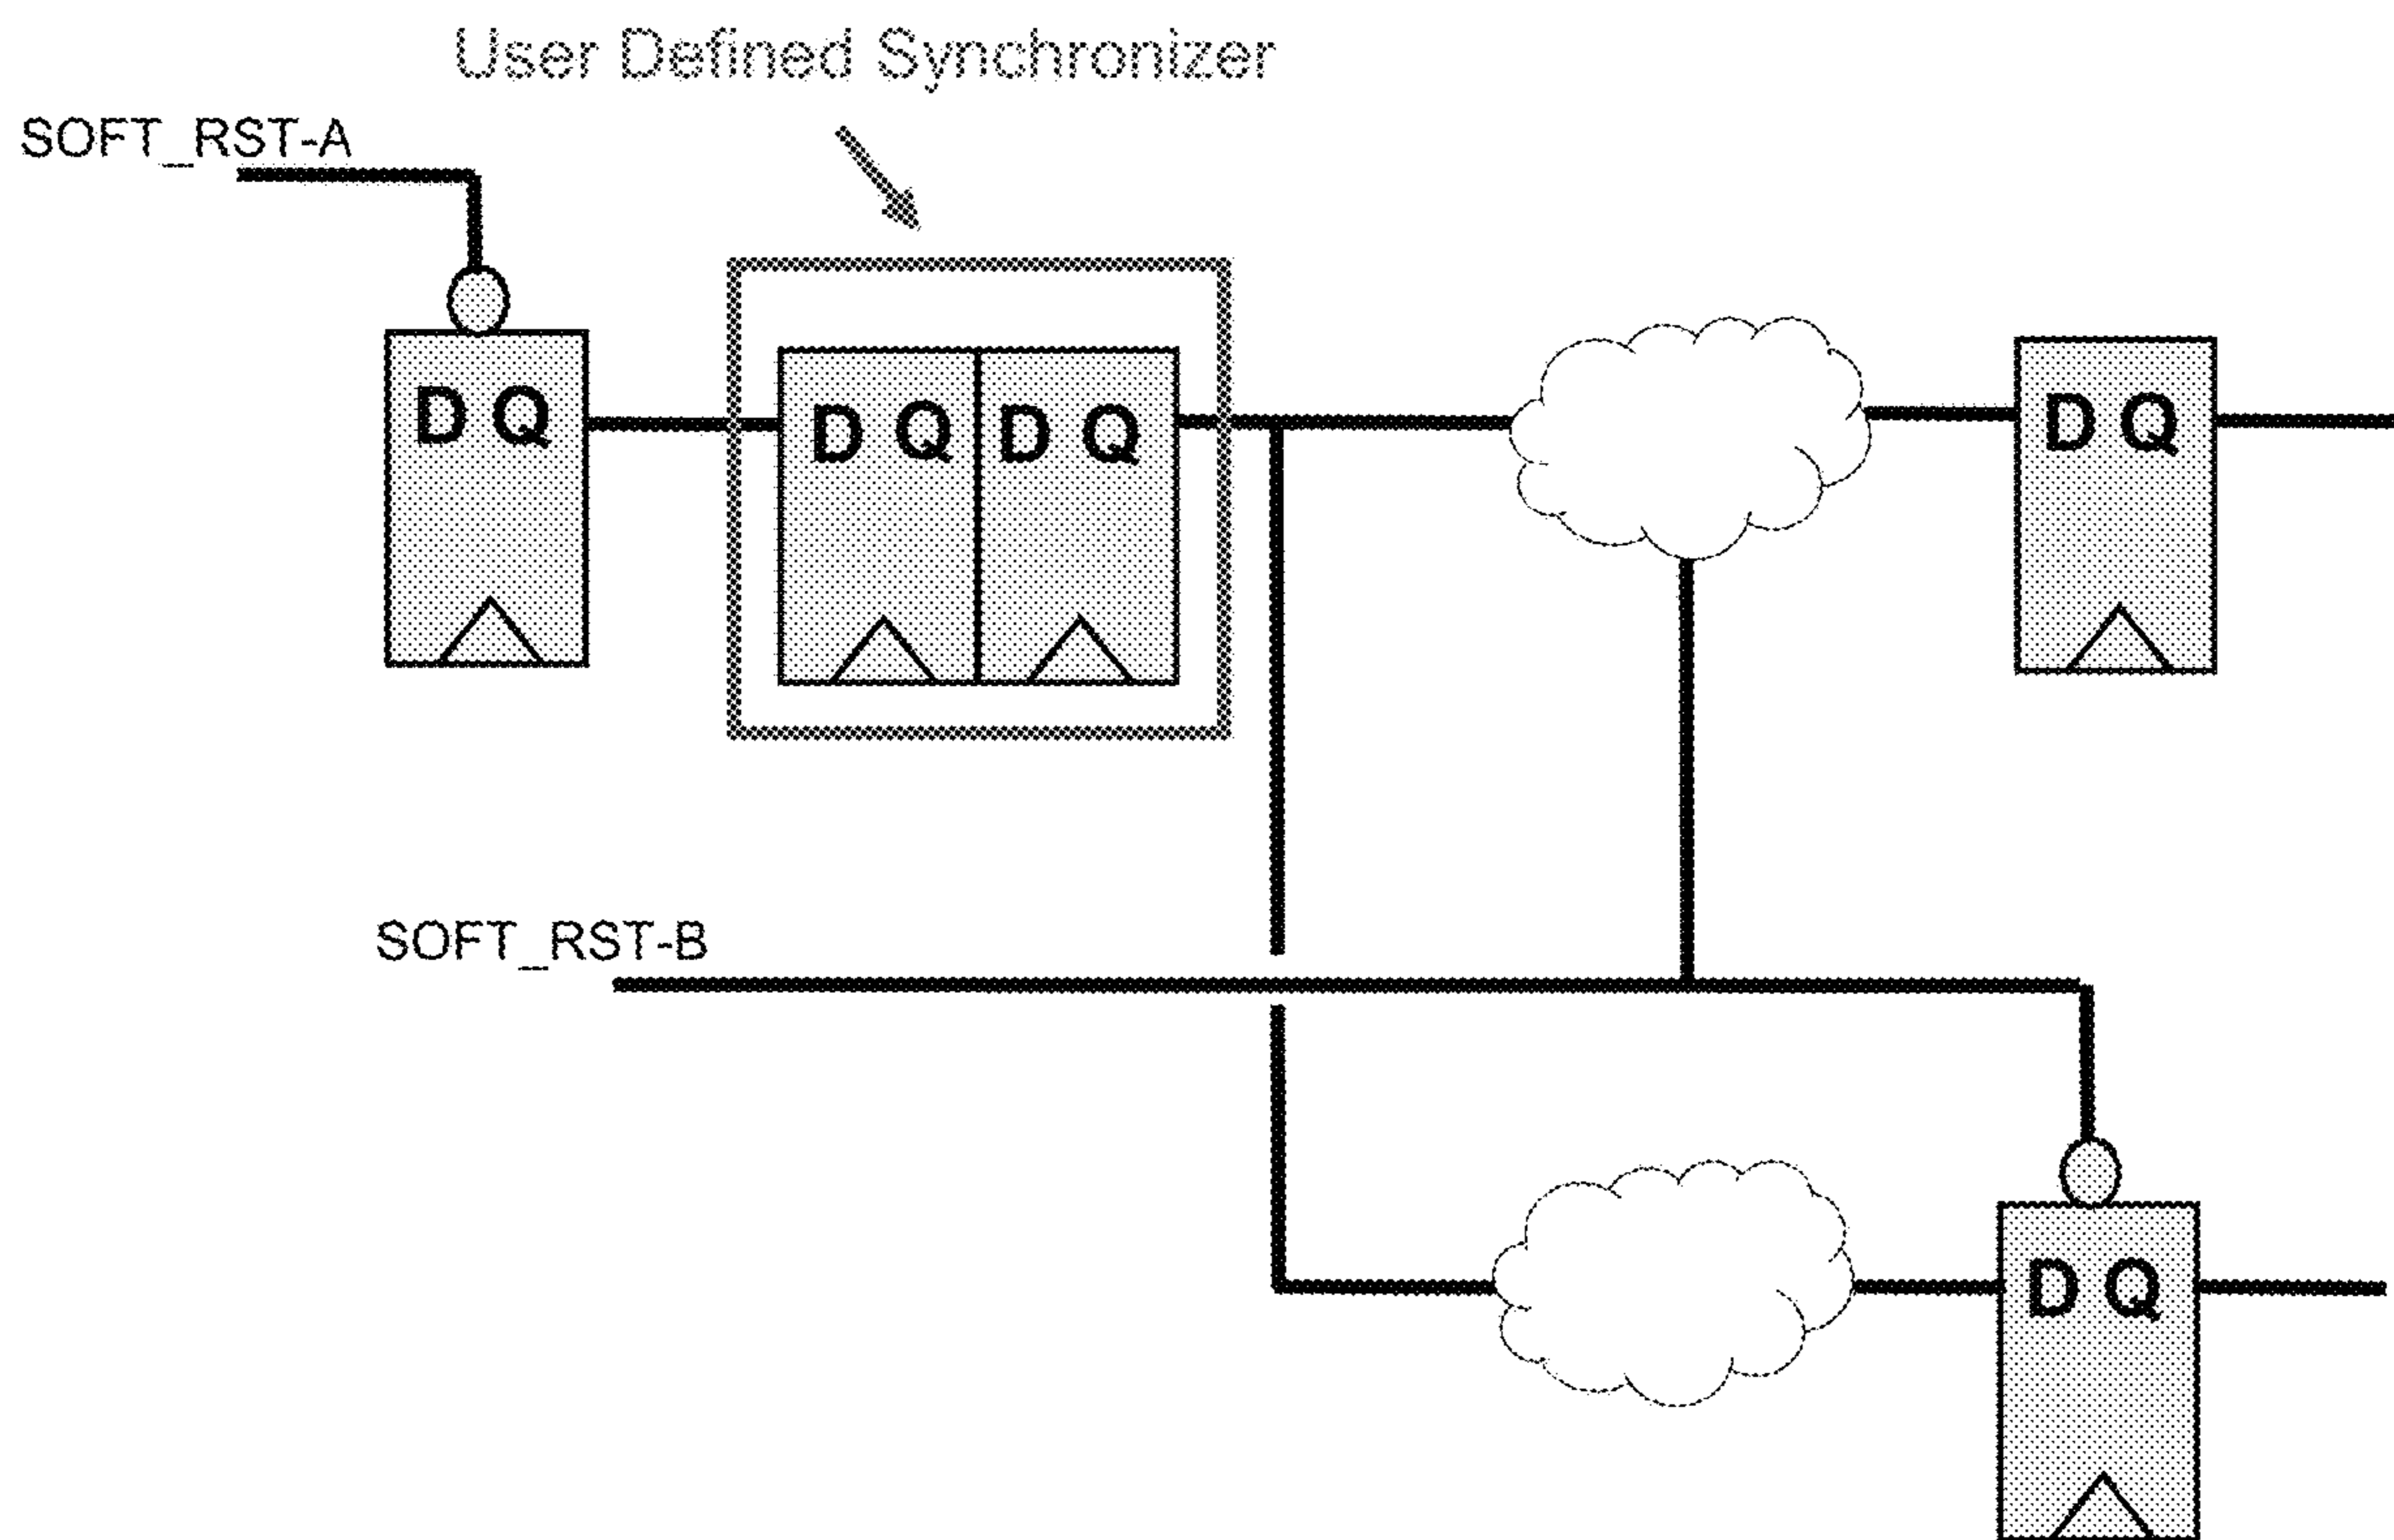 User Defined Synchronizer
SOFT_RST-A
D Q
D Q D Q
D Q
SOFT_RST-B
D Q